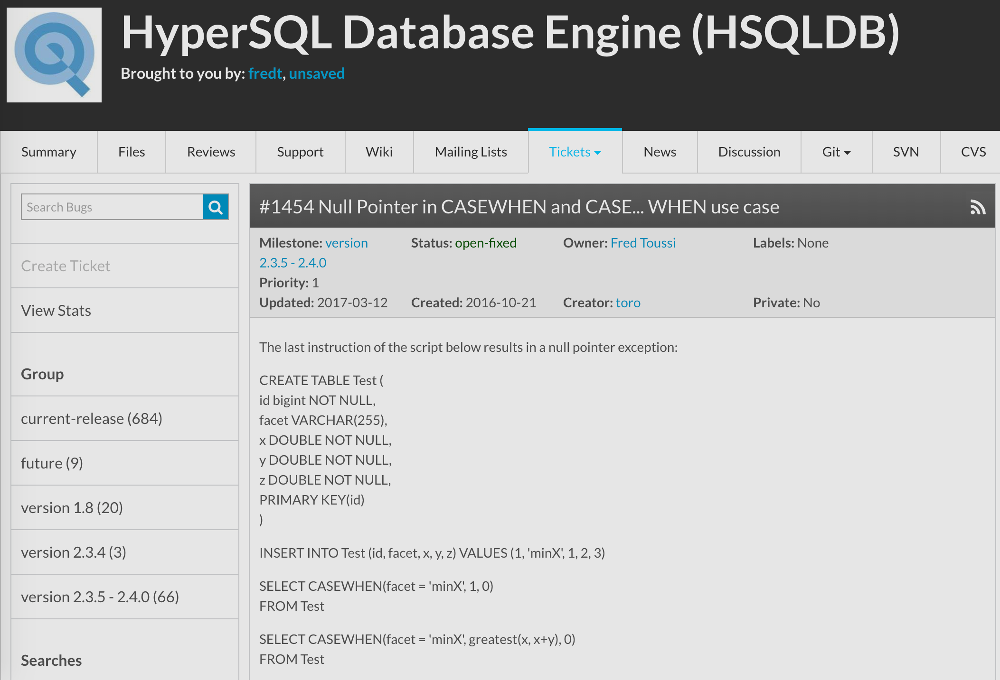 HyperSQL Database Engine (HSQLDB)
Brought to you by: fredt, unsaved
Summary
Files
Reviews
Support
Wiki
Mailing Lists
Tickets
News
Discussion
Git
SVN
CVS
Search Bugs
Create Ticket
View Stats
Group
current-release (684)
future (9)
version 1.8 (20)
version 2.3.4 (3)
version 2.3.5 - 2.4.0 (66)
Searches
#1454 Null Pointer in CASEWHEN and CASE... WHEN use case
Milestone: version
2.3.5 - 2.4.0
Status: open-fixed
Owner: Fred Toussi
Labels: None
Priority: 1
Updated: 2017-03-12
Created: 2016-10-21
Creator: toro
Private: No
The last instruction of the script below results in a null pointer exception:
CREATE TABLE Test (
id bigint NOT NULL,
facet VARCHAR(255),
x DOUBLE NOT NULL,
y DOUBLE NOT NULL,
z DOUBLE NOT NULL,
PRIMARY KEY(id)
)
INSERT INTO Test (id, facet, x, y, z) VALUES (1, 'minX', 1, 2, 3)
SELECT CASEWHEN(facet = 'minX', 1, 0)
FROM Test
SELECT CASEWHEN(facet = 'minX', greatest(x, x+y), 0)
FROM Test